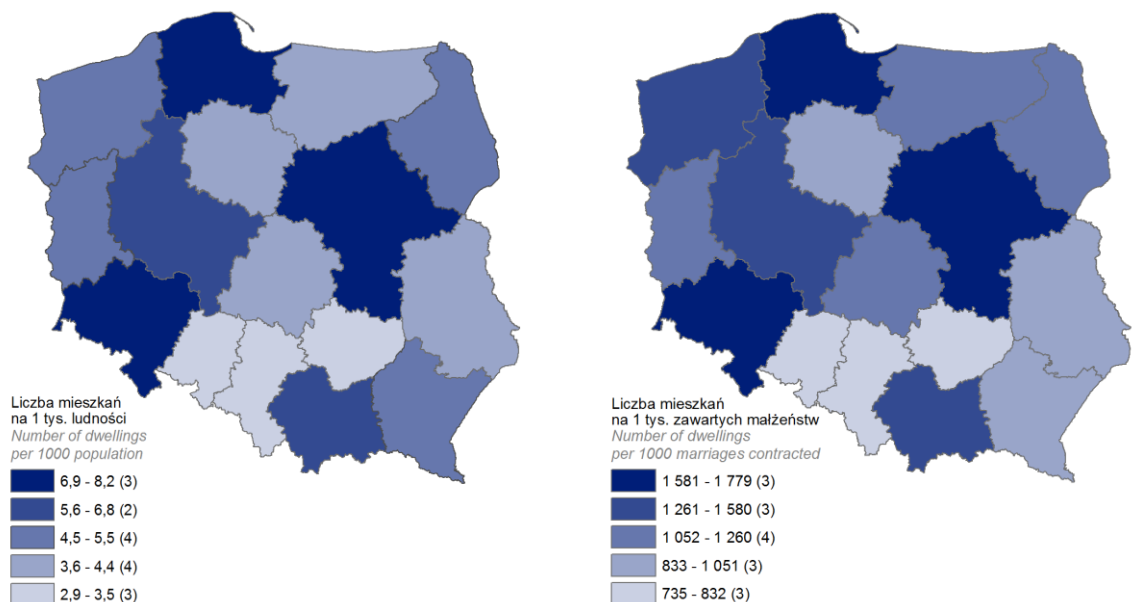 Liczba mieszkań
na 1 tys. ludności
Number of dwellings
per 1000 population
6,9 - 8,2 (3)
5,6 - 6,8 (2)
4,5 - 5,5 (4)
3,6 - 4,4 (4)
2,9 - 3,5 (3)
Liczba mieszkań
na 1 tys. zawartych małżeństw
Number of dwellings
per 1000 marriages contracted
1 581 - 1 779 (3)
1 261 - 1 580 (3)
1 052 - 1 260 (4)
833 - 1 051 (3)
735 - 832 (3)